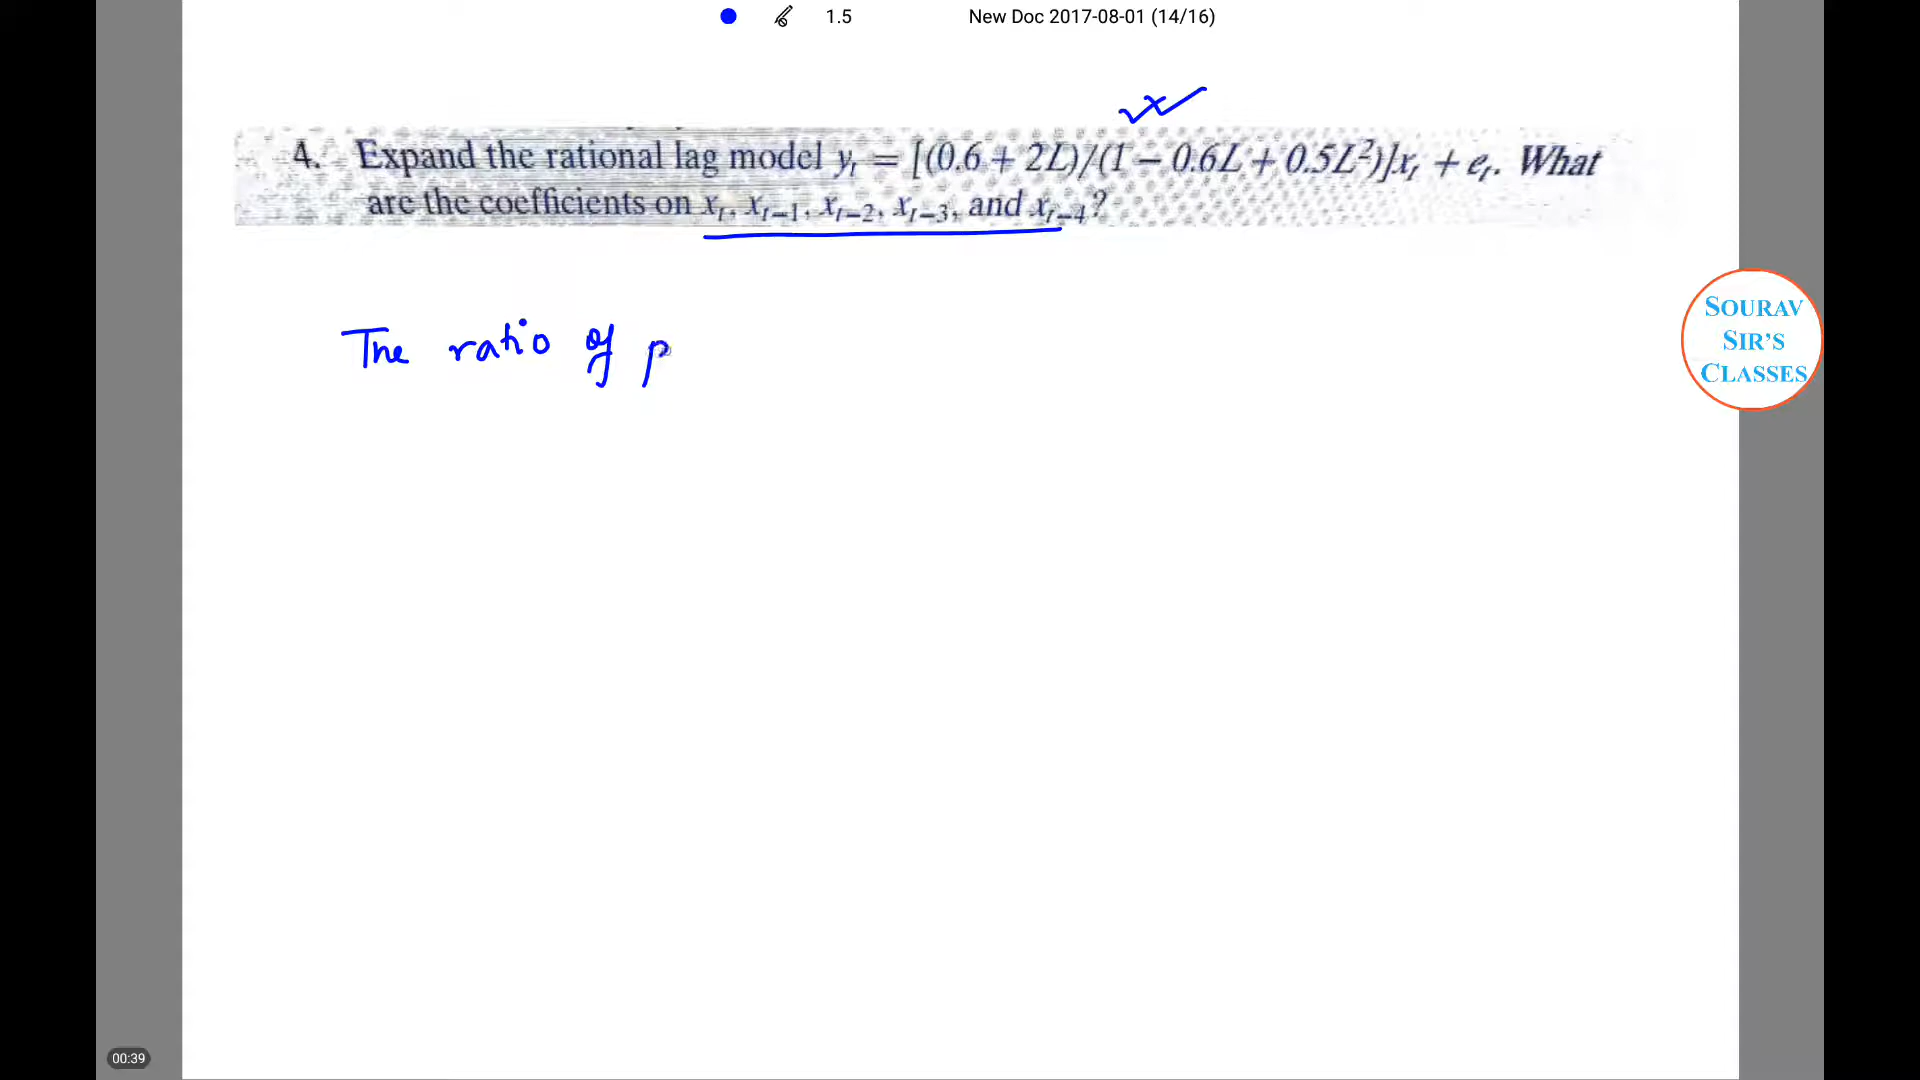 1.5 New Doc 2017-08-01 (14/16)
4. Expand the rational lag model yₜ = [(0.6 + 2L)/(1 – 0.6L + 0.5L²)]xₜ + eₜ. What
are the coefficients on xₜ, xₜ₋₁, xₜ₋₂, xₜ₋₃, and xₜ₋₄?
SOURAV
SIR'S
CLASSES
The ratio of p
00:39